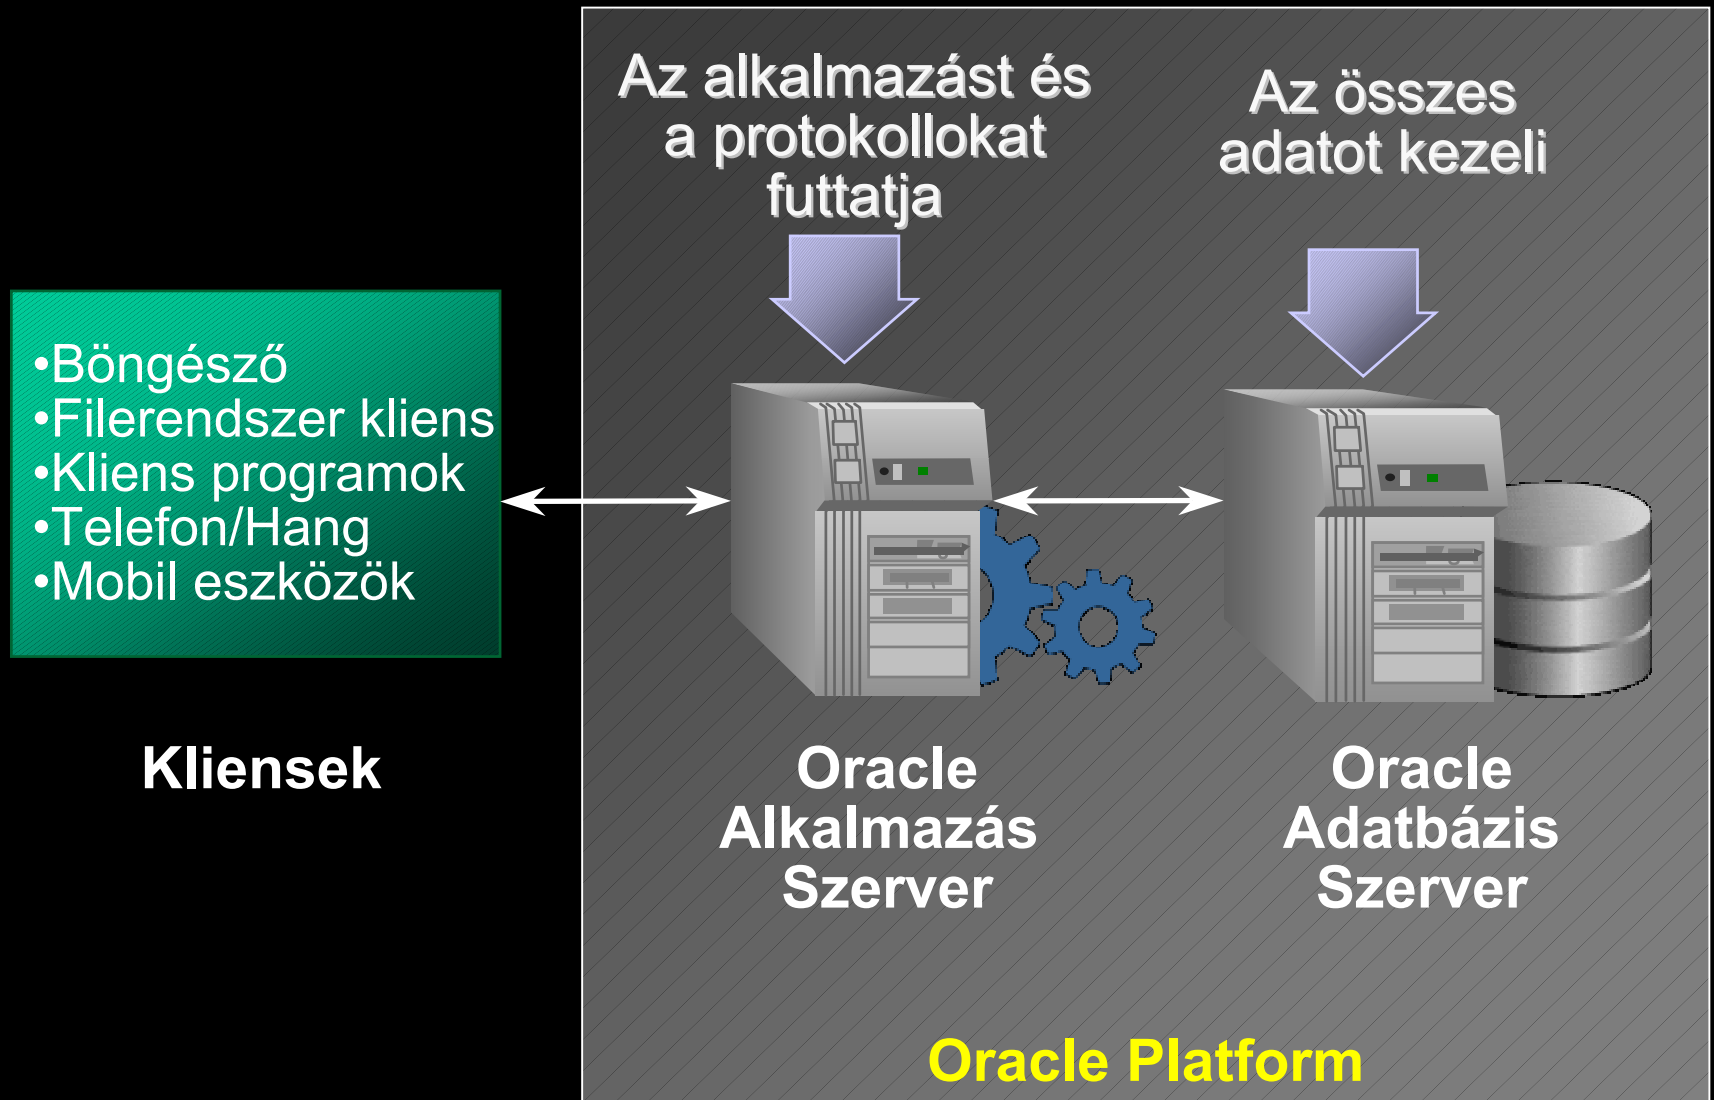 Az alkalmazást és
a protokollokat
futtatja
Az összes
adatot kezeli
•Böngésző
•Filerendszer kliens
•Kliens programok
•Telefon/Hang
•Mobil eszközök
Kliensek
Oracle
Alkalmazás
Szerver
Oracle
Adatbázis
Szerver
Oracle Platform